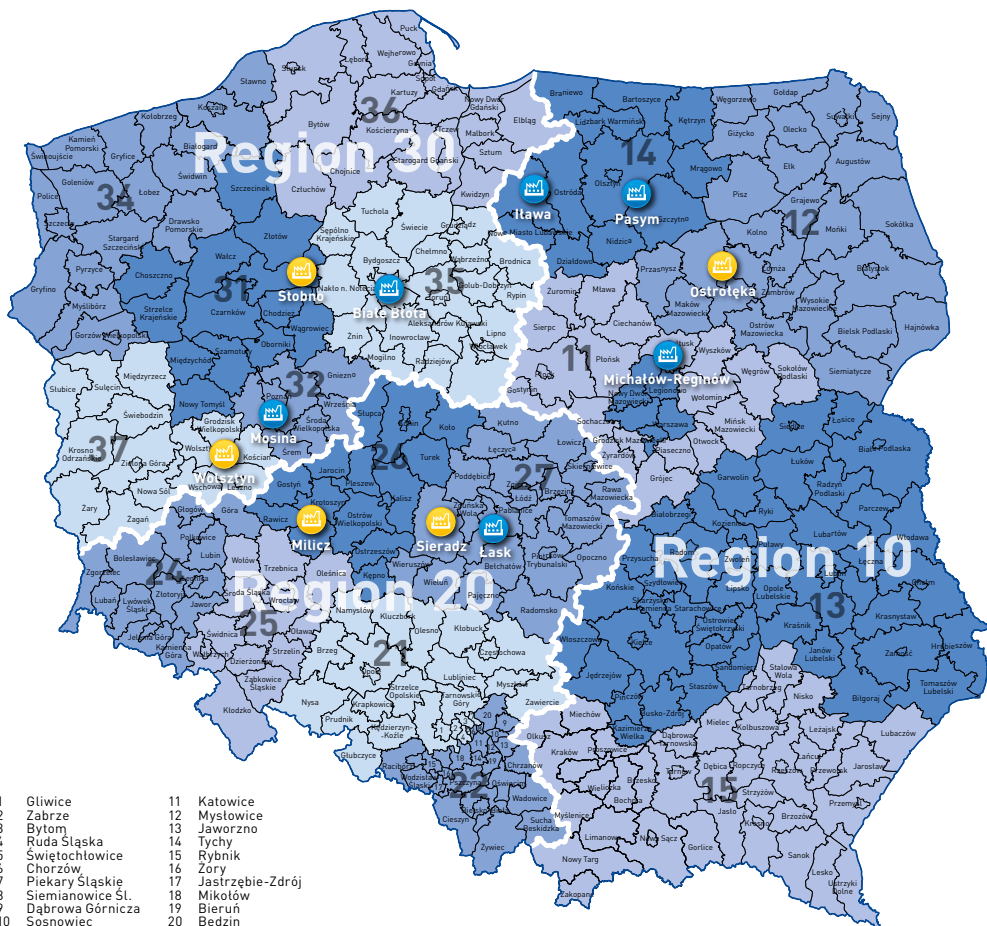 Puck
Wejherowo
Lębork
Gdynia
Słupsk
Sopot
Sławno
Kartuzy
Gdańsk
Koszalin
36
Nowy Dwór
Gdański
Kołobrzeg
Bytów
Kościerzyna
Tczew
Elbląg
Malbork
Białogard
Region 30
Starogard Gdański
Sztum
Kamień
Pomorski
Świnoujście
Gryfice
Świdwin
Chojnice
Człuchów
Kwidzyn
Goleniów
Police
34
Łobez
Szczecinek
Drawsko
Pomorskie
Szczecin
Stargard
Szczeciński
Złotów
Wałcz
Pyrzyce
Choszczno
Gryfino
Myślibórz
31
Strzelce
Krajeńskie
Czarnków
Chodzież
Stobno
Gorzów Wielkopolski
Wągrowiec
Oborniki
Szamotuły
Międzychód
Tuchola
Sępólno
Krajeńskie
Świecie
Grudziądz
Chełmno
Wąbrzeźno
Brodnica
Bydgoszcz
Nakło n. Notecią
35
Toruń
Golub-Dobrzyń
Rypin
Białe Błota
Aleksandrów Kujawski
Lipno
Żnin
Inowrocław
Włocławek
Mogilno
Radziejów
Braniewo
Bartoszyce
Węgorzewo
Gołdap
Suwałki
Sejny
Lidzbark Warmiński
Kętrzyn
Giżycko
Olecko
14
Mrągowo
Ełk
Augustów
Olsztyn
Ostróda
Iława
Pasym
Szczytno
Pisz
Grajewo
12
Nowe Miasto Lubawskie
Nidzica
Kolno
Mońki
Sokółka
Działdowo
Przasnysz
Łomża
Białystok
Ostrołęka
Zambrów
Żuromin
Mława
Maków
Mazowiecki
Wysokie
Mazowieckie
Sierpc
Ciechanów
Ostrów
Mazowiecka
Bielsk Podlaski
Hajnówka
11
Płońsk
Pułtusk
Wyszków
Siemiatycze
Płock
Michałów-Reginów
Węgrów
Sokołów
Podlaski
Gostynin
Nowy Dwór
Mazowiecki
Legionowo
Wołomin
Warszawa
Mińsk
Mazowiecki
Siedlce
Łosice
Sochaczew
Grodzisk Maz.
Otwock
Żyrardów
Piaseczno
Grójec
Słubice
Sulęcin
Międzyrzecz
Nowy Tomyśl
Poznań
32
Gniezno
Września
Słupca
Świebodzin
Grodzisk
Wielkopolski
Mosina
Środa
Wielkopolska
37
Krosno
Odrzańskie
Zielona Góra
Wolsztyn
Wolsztyn
Kościan
Śrem
Nowa Sól
Wschowa
Leszno
Żary
Żagań
Konin
Koło
Kutno
26
Turek
Łęczyca
Łowicz
Skierniewice
Jarocin
Pleszew
Gostyń
Kalisz
Poddębice
Zgierz
27
Łódź
Brzeziny
Rawa
Mazowiecka
Krotoszyn
Rawicz
Ostrów
Wielkopolski
Zduńska
Wola
Pabianice
Tomaszów
Mazowiecki
Milicz
Sieradz
Łask
Ostrzeszów
Wieruszów
Bełchatów
Piotrków
Trybunalski
Opoczno
Kępno
Wieluń
Pajęczno
Radomsko
Głogów
Góra
Polkowice
Bolesławiec
Lubin
Wołów
Trzebnica
Oleśnica
Zgorzelec
24
Legnica
Złotoryja
Środa Śląska
Wrocław
Region 20
Lubań
Lwówek
Śląski
Jawor
Namysłów
Kluczbork
25
Oława
Jelenia Góra
Kamienna
Góra
Świdnica
Wałbrzych
Strzelin
Dzierżoniów
Ząbkowice
Śląskie
Kłodzko
Brzeg
Olesno
Kłobuck
21
Częstochowa
Opole
Lubliniec
Myszków
Nysa
Strzelce
Opolskie
Krapkowice
Tarnowskie
Góry
Zawiercie
Prudnik
Kędzierzyn-
Koźle
Głubczyce
Racibórz
Wodzisław
Śląski
Pszczyna
Chrzanów
Oświęcim
22
Bielsko-Biała
Wadowice
Cieszyn
Sucha
Beskidzka
Żywiec
Garwolin
Łuków
Biała Podlaska
Radzyń
Podlaski
Białobrzegi
Kozienice
Ryki
Parczew
Przysucha
Radom
Zwoleń
Puławy
Lubartów
Włodawa
Region 10
Lublin
Łęczna
Chełm
Końskie
Szydłowiec
Lipsko
Opole
Lubelskie
13
Skarżysko-
Kamienna
Starachowice
Kraśnik
Krasnystaw
Włoszczowa
Kielce
Ostrowiec
Świętokrzyski
Opatów
Janów
Lubelski
Zamość
Hrubieszów
Jędrzejów
Sandomierz
Staszów
Biłgoraj
Tomaszów
Lubelski
Pińczów
Busko-Zdrój
Kazimierza
Wielka
Stalowa
Wola
Tarnobrzeg
Nisko
Miechów
Olkusz
Dąbrowa
Tarnowska
Mielec
Kolbuszowa
Leżajsk
Lubaczów
Kraków
Proszowice
Łańcut
Wieliczka
Brzesko
Tarnów
Dębica
Ropczyce
Rzeszów
Przeworsk
Jarosław
Bochnia
15
Strzyżów
Myślenice
Jasło
Przemyśl
Limanowa
Nowy Sącz
Krosno
Brzozów
Gorlice
Nowy Targ
Sanok
Lesko
Zakopane
Ustrzyki
Dolne
1 Gliwice
2 Zabrze
3 Bytom
4 Ruda Śląska
5 Świętochłowice
6 Chorzów
7 Piekary Śląskie
8 Siemianowice Śl.
9 Dąbrowa Górnicza
10 Sosnowiec
11 Katowice
12 Mysłowice
13 Jaworzno
14 Tychy
15 Rybnik
16 Żory
17 Jastrzębie-Zdrój
18 Mikołów
19 Bieruń
20 Będzin